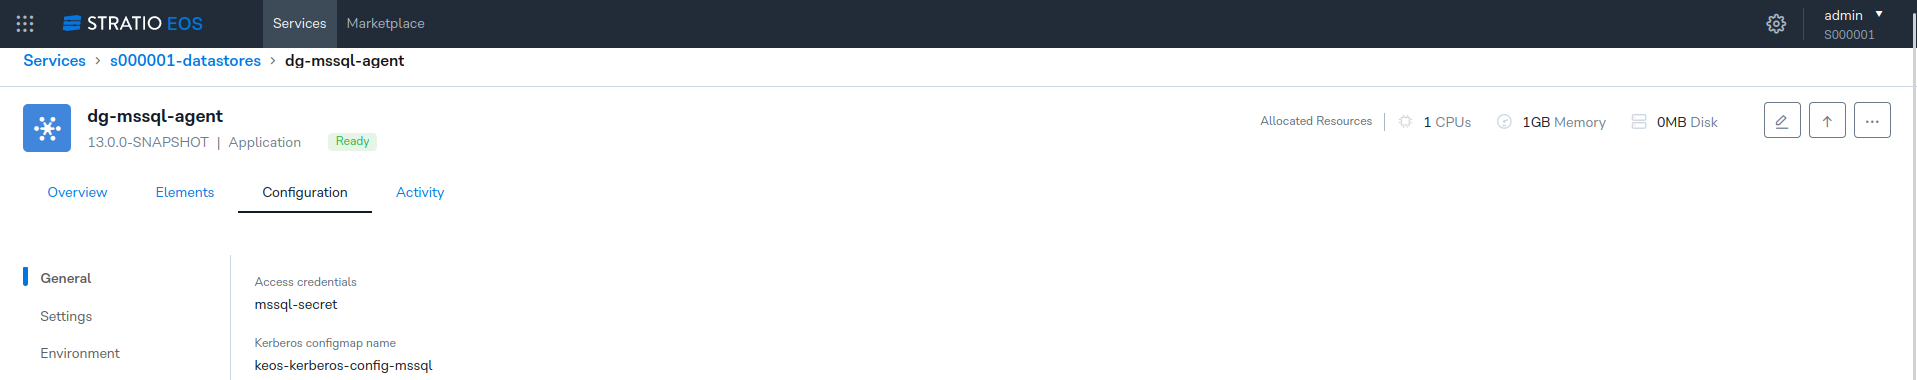 STRATIO EOS Services Marketplace admin
S000001
Services > s000001-datastores > dg-mssql-agent
dg-mssql-agent
13.0.0-SNAPSHOT | Application Ready
Allocated Resources 1 CPUs 1GB Memory 0MB Disk
Overview Elements Configuration Activity
General
Settings
Environment
Access credentials
mssql-secret
Kerberos configmap name
keos-kerberos-config-mssql